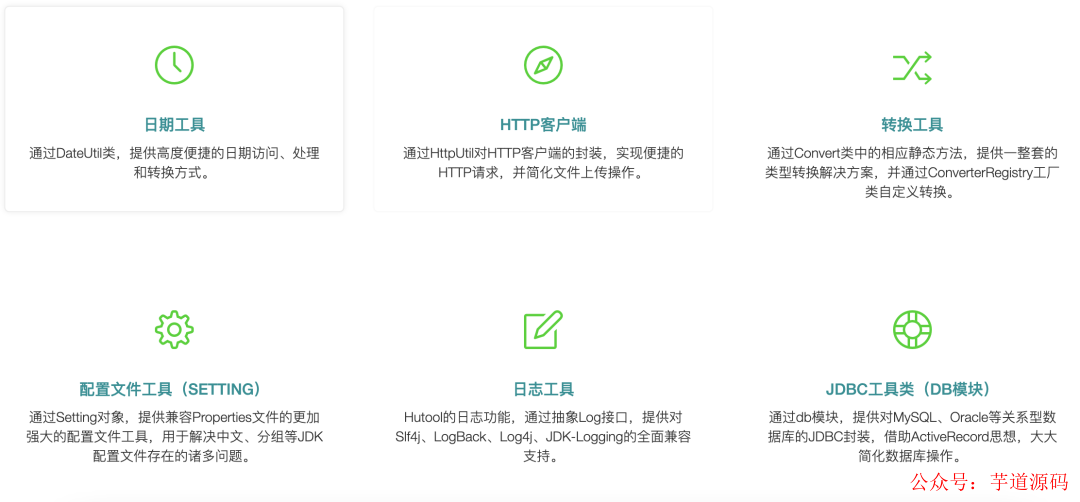 日期工具
通过DateUtil类，提供高度便捷的日期访问、处理
和转换方式。
HTTP客户端
通过HttpUtil对HTTP客户端的封装，实现便捷的
HTTP请求，并简化文件上传操作。
转换工具
通过Convert类中的相应静态方法，提供一整套的
类型转换解决方案，并通过ConverterRegistry工厂
类自定义转换。
配置文件工具（SETTING）
通过Setting对象，提供兼容Properties文件的更加
强大的配置文件工具，用于解决中文、分组等JDK
配置文件存在的诸多问题。
日志工具
Hutool的日志功能，通过抽象Log接口，提供对
Slf4j、LogBack、Log4j、JDK-Logging的全面兼容
支持。
JDBC工具类（DB模块）
通过db模块，提供对MySQL、Oracle等关系型数
据库的JDBC封装，借助ActiveRecord思想，大大
简化数据库操作。
公众号：芋道源码